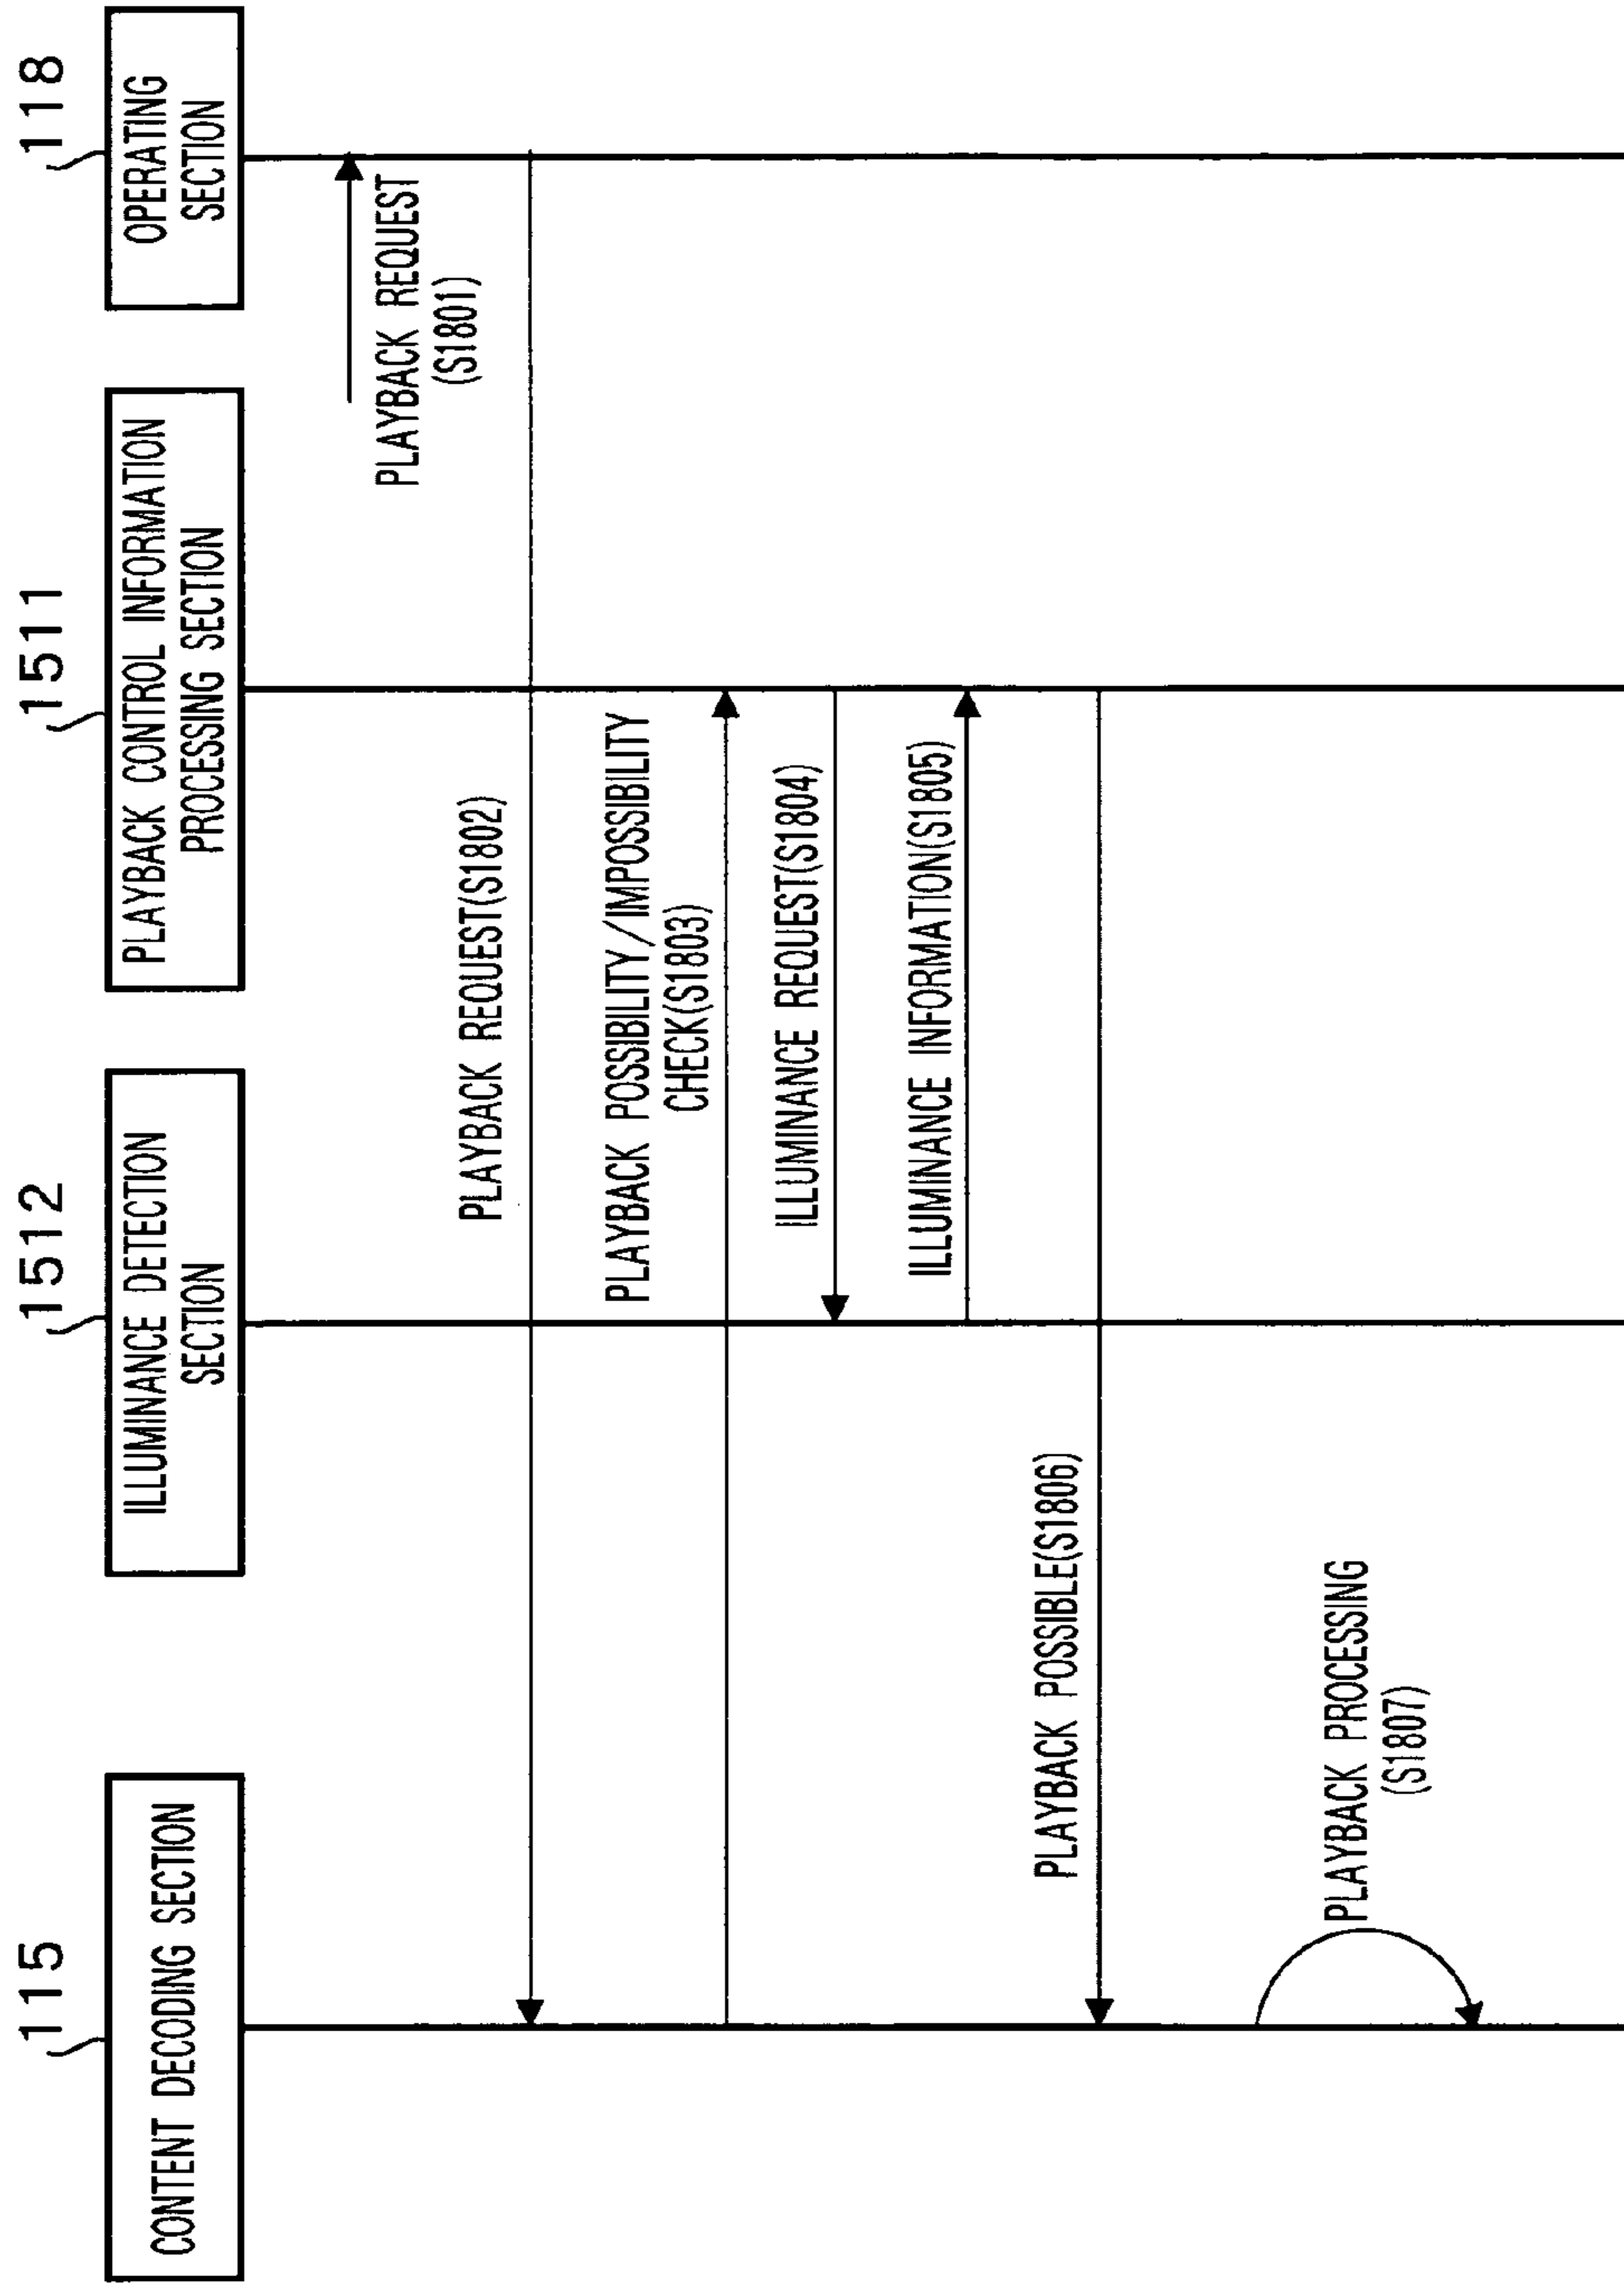 115
CONTENT DECODING SECTION
1512
ILLUMINANCE DETECTION
SECTION
1511
PLAYBACK CONTROL INFORMATION
PROCESSING SECTION
118
OPERATING
SECTION
PLAYBACK REQUEST
(S1801)
PLAYBACK REQUEST(S1802)
PLAYBACK POSSIBILITY/IMPOSSIBILITY
CHECK(S1803)
ILLUMINANCE REQUEST(S1804)
ILLUMINANCE INFORMATION(S1805)
PLAYBACK POSSIBLE(S1806)
PLAYBACK PROCESSING
(S1807)